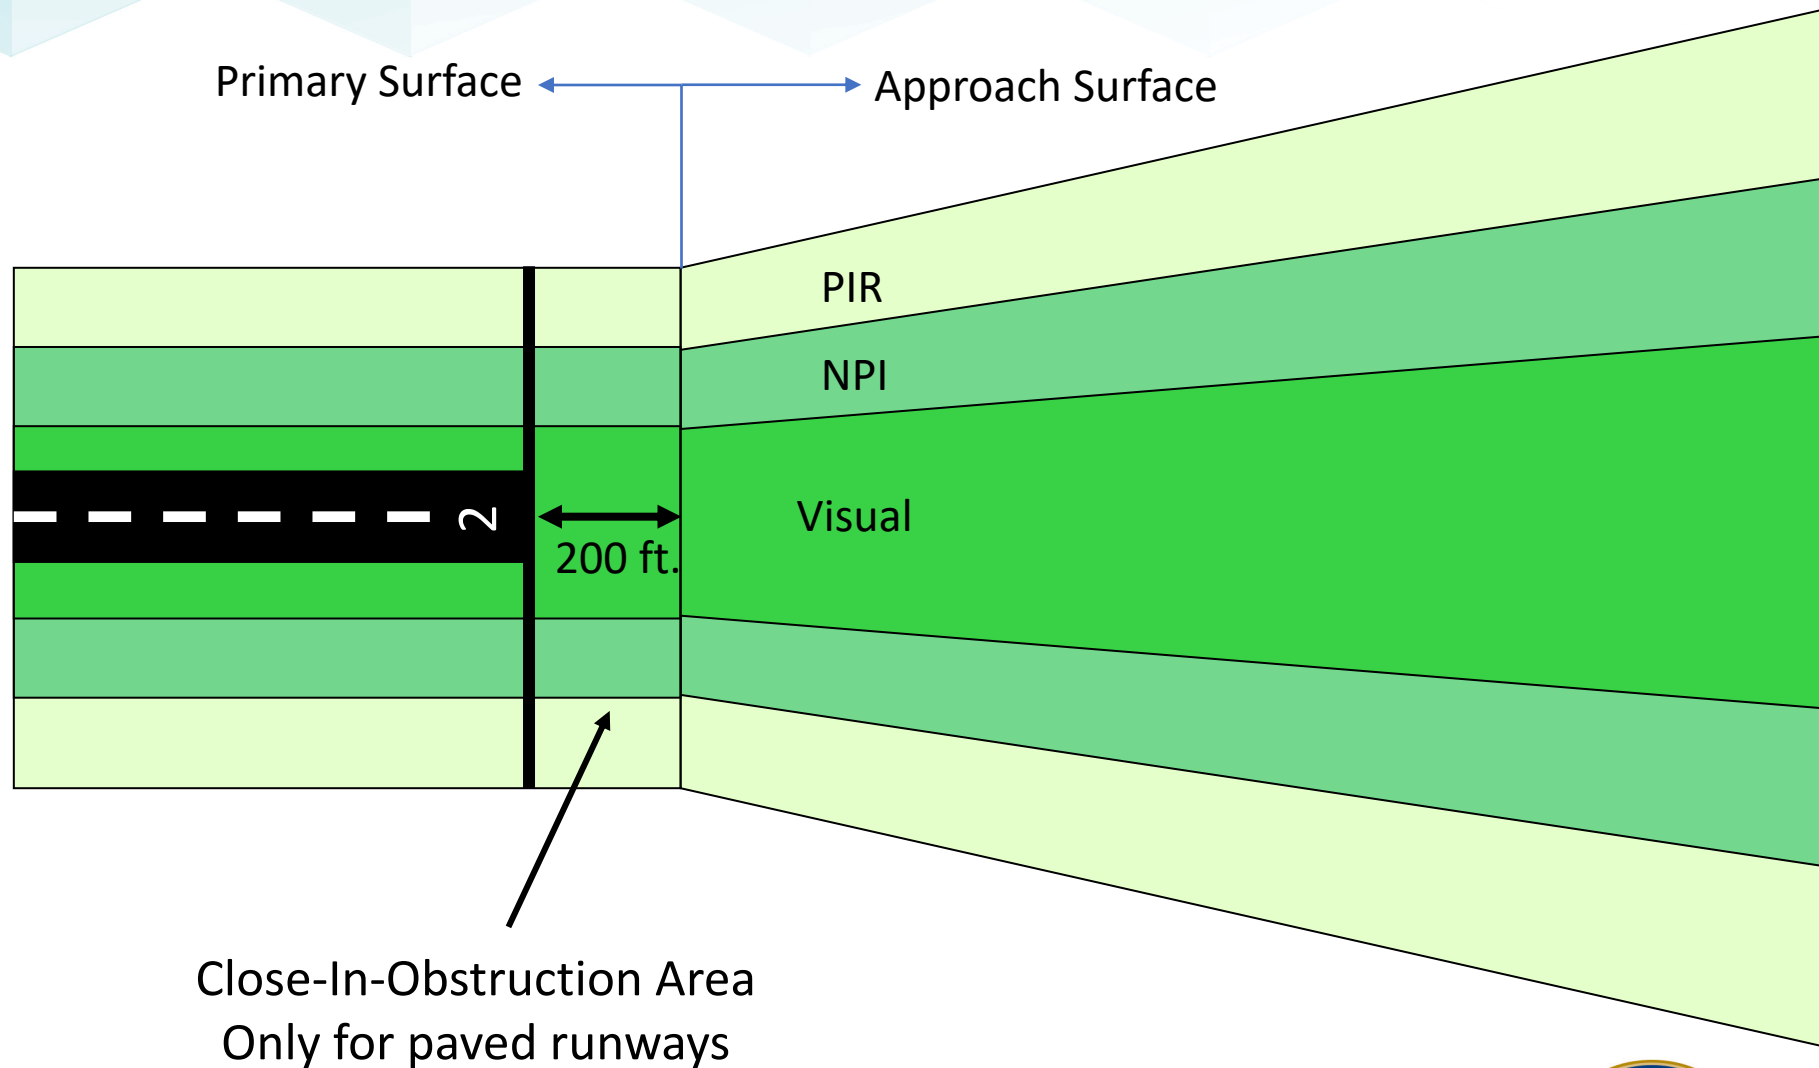 Primary Surface
Approach Surface
PIR
NPI
2
Visual
200 ft.
Close-In-Obstruction Area
Only for paved runways